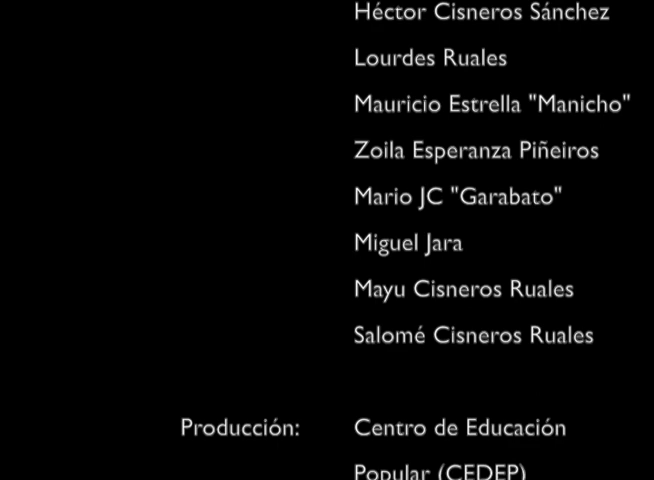 Héctor Cisneros Sánchez
Lourdes Ruales
Mauricio Estrella "Manicho"
Zoila Esperanza Piñeiros
Mario JC "Garabato"
Miguel Jara
Mayu Cisneros Ruales
Salomé Cisneros Ruales
Producción: Centro de Educación
Popular (CEDEP)